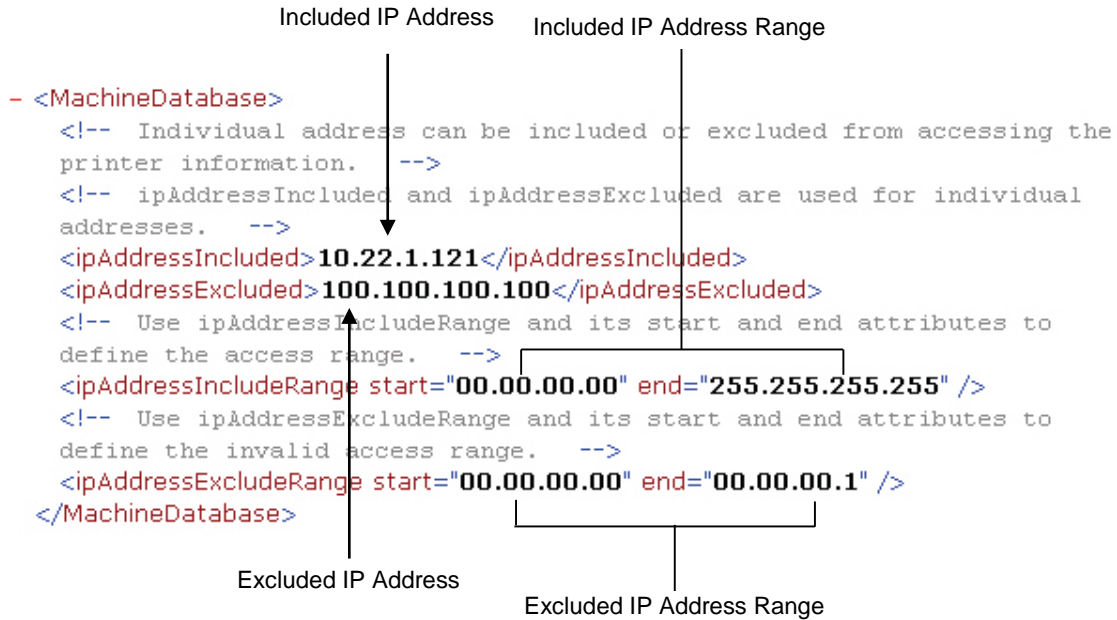 Included IP Address
Included IP Address Range
– <MachineDatabase>
<!-- Individual address can be included or excluded from accessing the
printer information. -->
<!-- ipAddressIncluded and ipAddressExcluded are used for individual
addresses. -->
<ipAddressIncluded>10.22.1.121</ipAddressIncluded>
<ipAddressExcluded>100.100.100.100</ipAddressExcluded>
<!-- Use ipAddressIncludeRange and its start and end attributes to
define the access range. -->
<ipAddressIncludeRange start="00.00.00.00" end="255.255.255.255" />
<!-- Use ipAddressExcludeRange and its start and end attributes to
define the invalid access range. -->
<ipAddressExcludeRange start="00.00.00.00" end="00.00.00.1" />
</MachineDatabase>
Excluded IP Address
Excluded IP Address Range